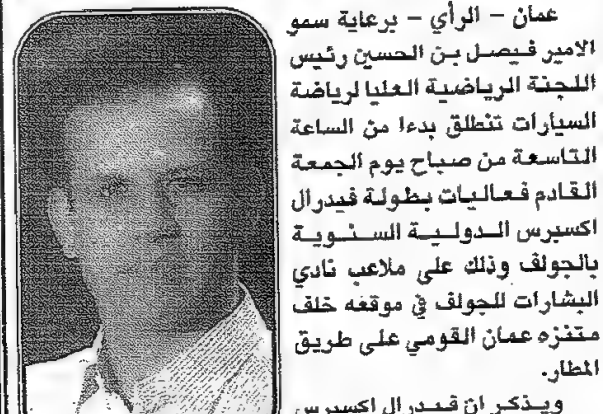 عمان – الرأي – برعاية سمو
الامير فيصل بن الحسين رئيس
اللجنة الرياضية العليا لرياضة
السيارات تنطلق بدءا من الساعة
التاسعة من صباح يوم الجمعة
القادم فعاليات بطولة فيدرال
اكسبرس الدولية السنوية
بالجولف وذلك على ملاعب نادي
البشارات للجولف في موقعه خلف
متنزه عمان القومي على طريق
المطار.
ويذكر ان فيدرال اكسبرس